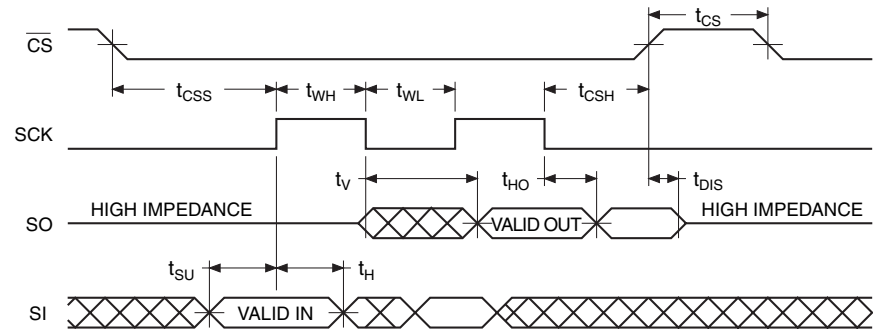 tCS
CS
tCSS
tWH
tWL
tCSH
SCK
tV
tHO
tDIS
HIGH IMPEDANCE
VALID OUT
HIGH IMPEDANCE
SO
tSU
tH
SI
VALID IN